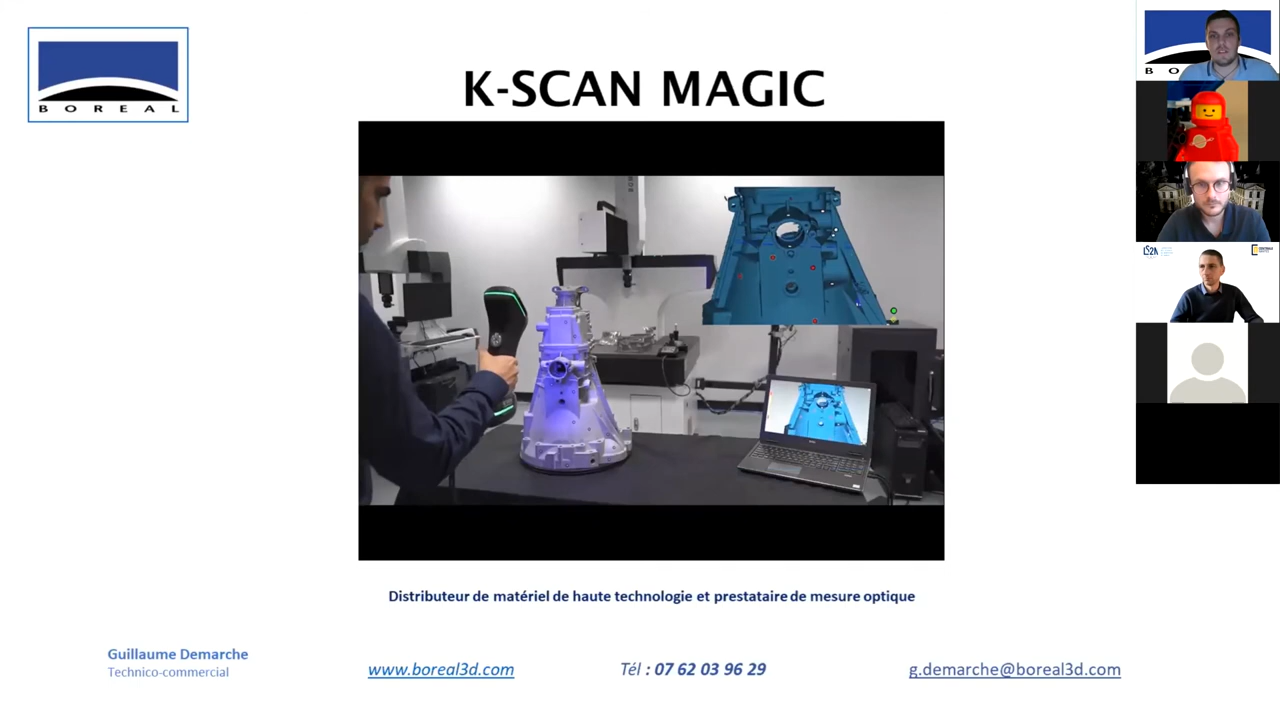 BOREAL
K-SCAN MAGIC
LS2N
Distributeur de matériel de haute technologie et prestataire de mesure optique
Guillaume Demarche
Technico-commercial
www.boreal3d.com
Tél : 07 62 03 96 29
g.demarche@boreal3d.com